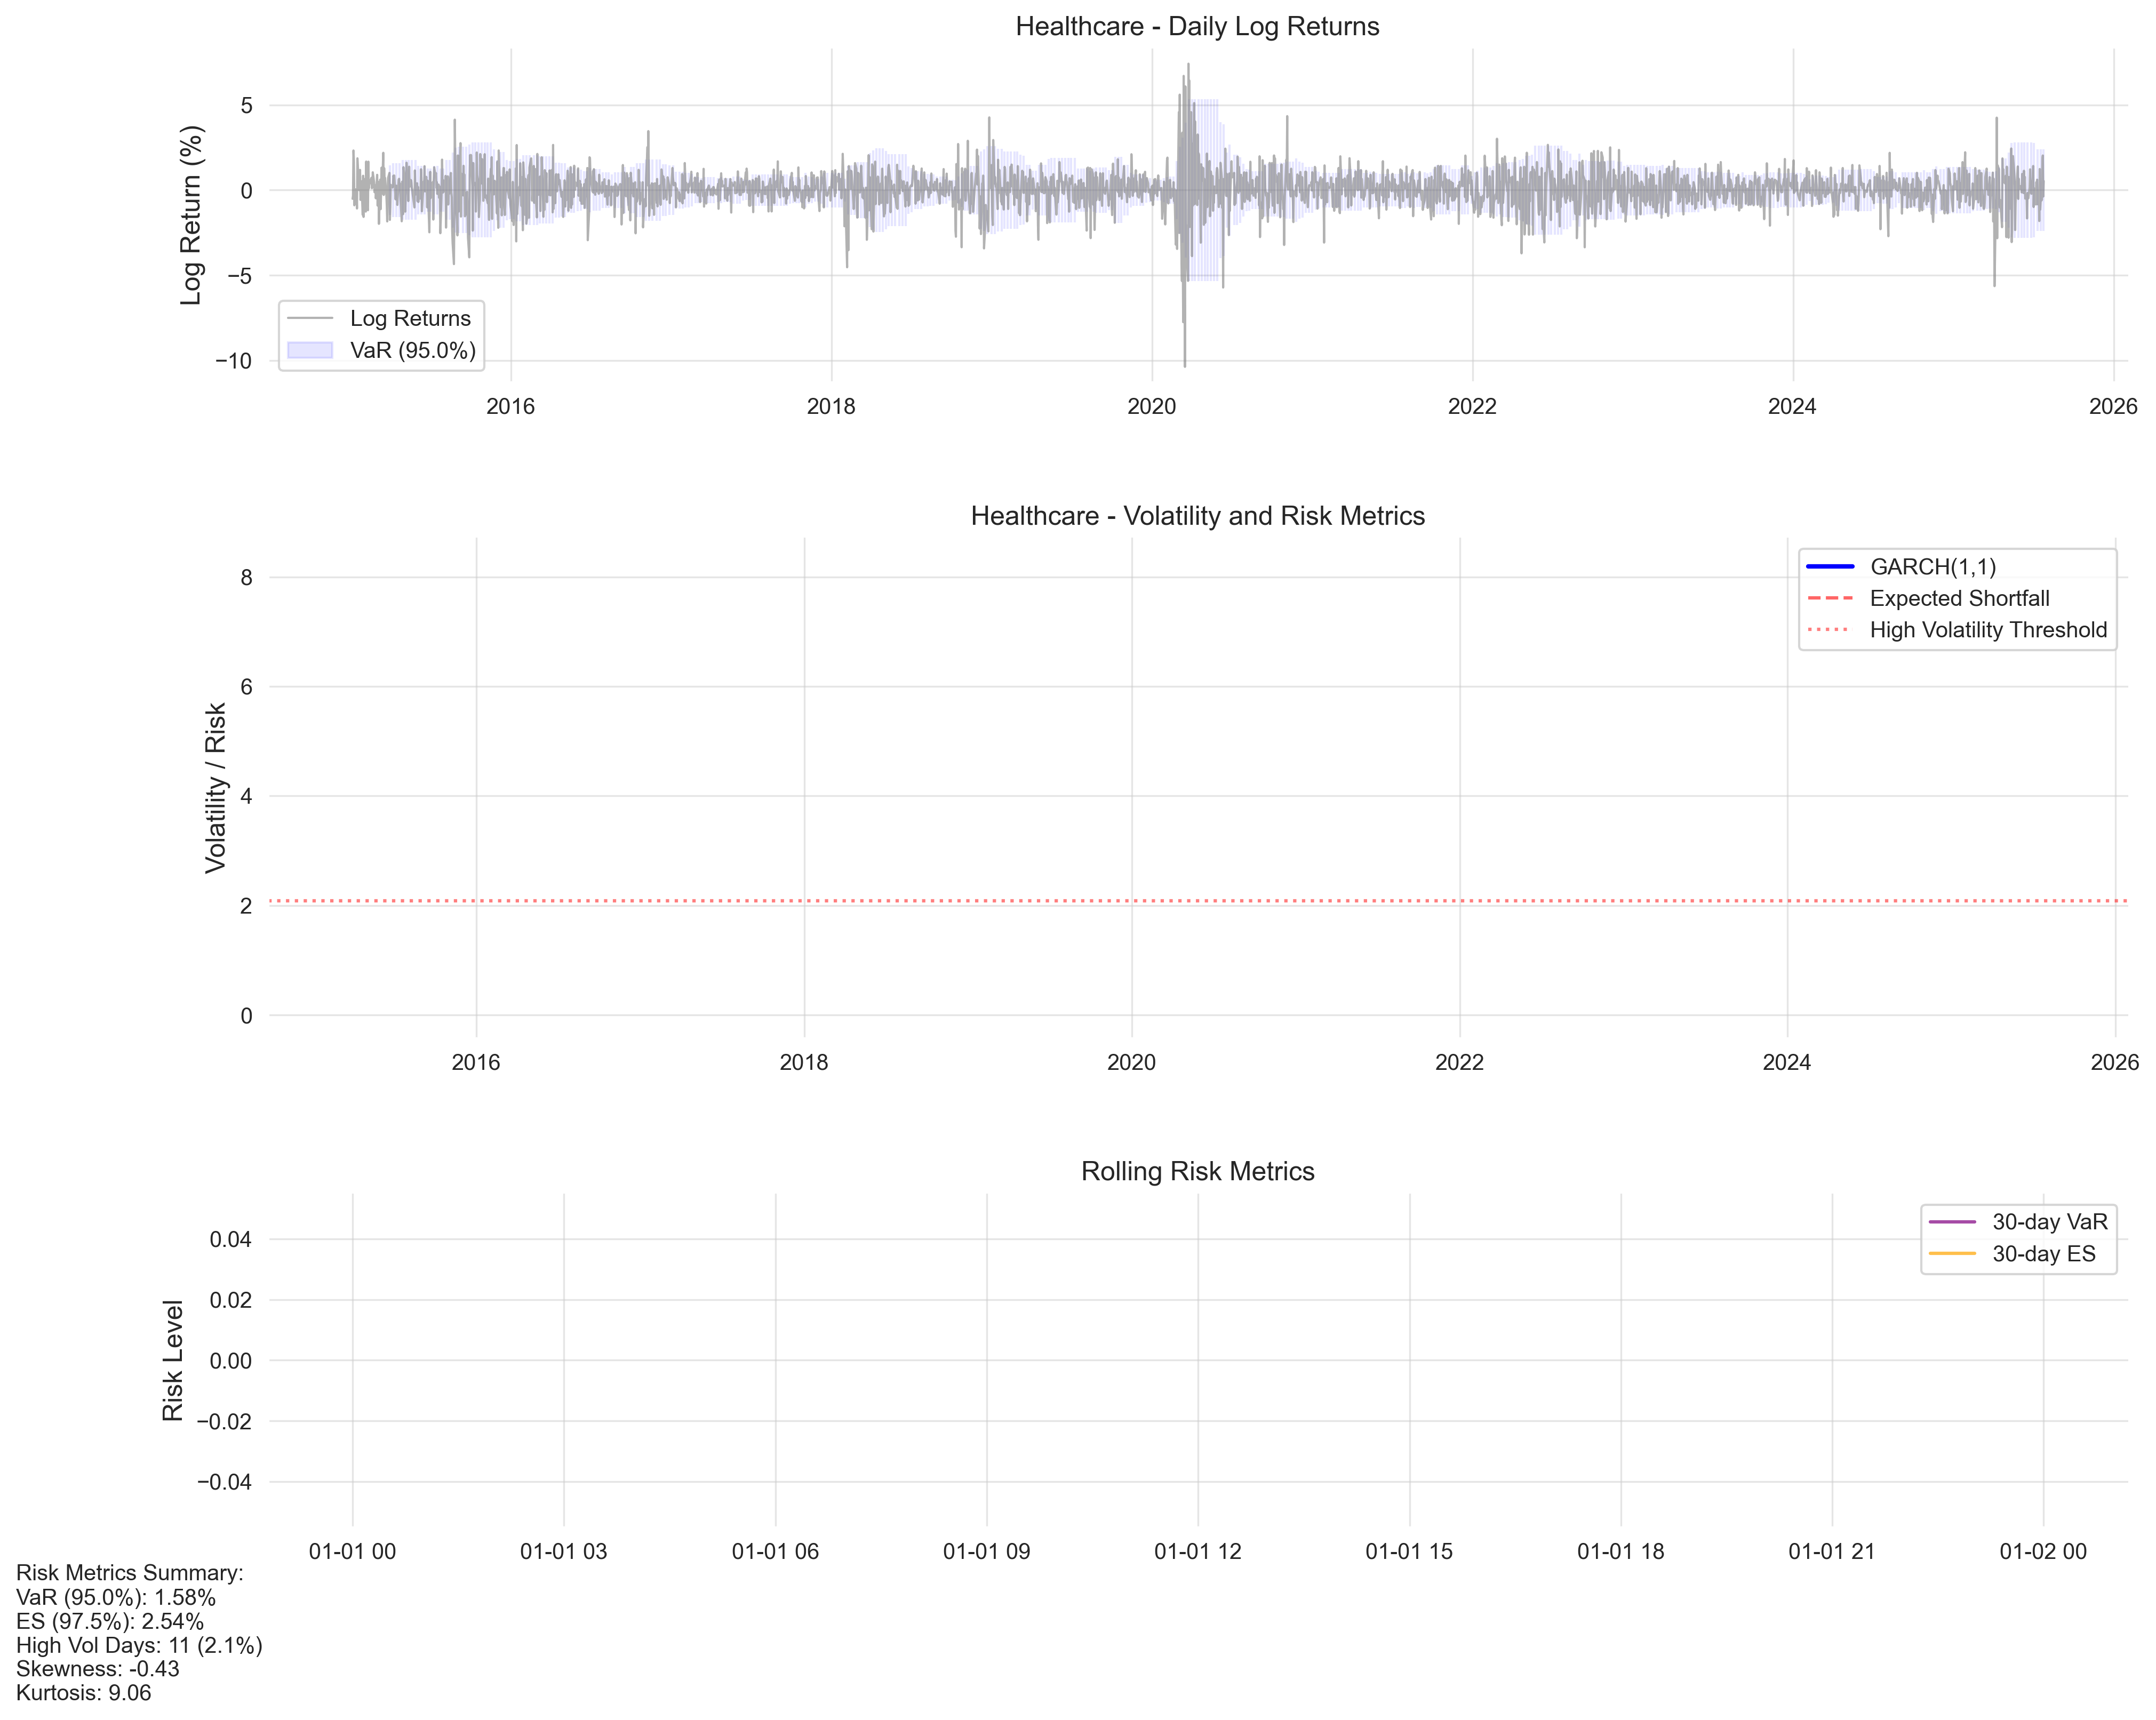 Healthcare - Daily Log Returns
Log Return (%)
5
0
−5
−10
Log Returns
VaR (95.0%)
2016
2018
2020
2022
2024
2026
Healthcare - Volatility and Risk Metrics
Volatility / Risk
8
6
4
2
0
GARCH(1,1)
Expected Shortfall
High Volatility Threshold
2016
2018
2020
2022
2024
2026
Rolling Risk Metrics
Risk Level
0.04
0.02
0.00
−0.02
−0.04
30-day VaR
30-day ES
01-01 00
01-01 03
01-01 06
01-01 09
01-01 12
01-01 15
01-01 18
01-01 21
01-02 00
Risk Metrics Summary:
VaR (95.0%): 1.58%
ES (97.5%): 2.54%
High Vol Days: 11 (2.1%)
Skewness: -0.43
Kurtosis: 9.06